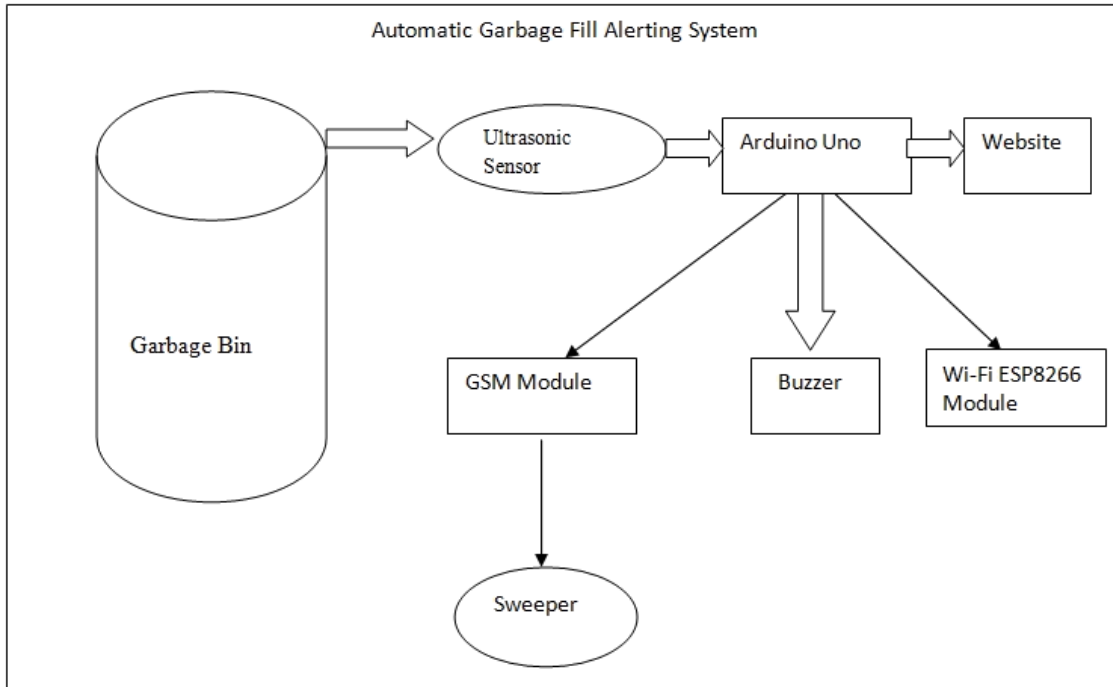 Automatic Garbage Fill Alerting System
Ultrasonic
Sensor
Arduino Uno
Website
Garbage Bin
GSM Module
Buzzer
Wi-Fi ESP8266
Module
Sweeper